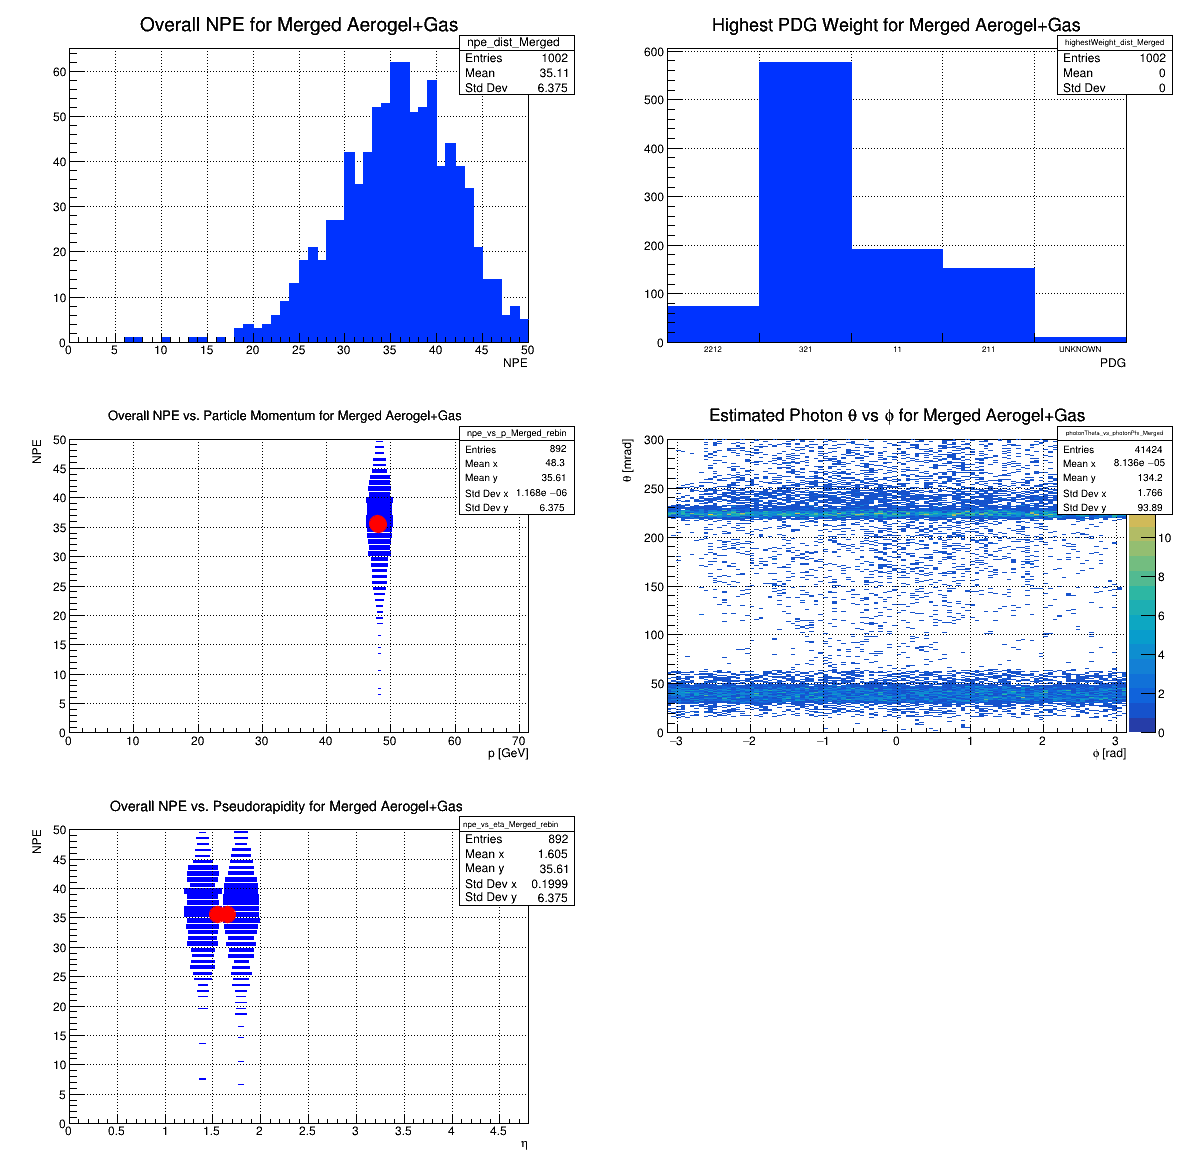 Overall NPE for Merged Aerogel+Gas
npe_dist_Merged
Entries 1002
Mean 35.11
Std Dev 6.375
60
50
40
30
20
10
0
0 5 10 15 20 25 30 35 40 45 50
NPE
Highest PDG Weight for Merged Aerogel+Gas
highestWeight_dist_Merged
Entries 1002
Mean 0
Std Dev 0
600
500
400
300
200
100
0
2212 321 11 211 UNKNOWN
PDG
Overall NPE vs. Particle Momentum for Merged Aerogel+Gas
npe_vs_p_Merged_rebin
Entries 892
Mean x 48.3
Mean y 35.61
Std Dev x 1.168e −06
Std Dev y 6.375
NPE
50
45
40
35
30
25
20
15
10
5
0
0 10 20 30 40 50 60 70
p [GeV]
Estimated Photon θ vs ϕ for Merged Aerogel+Gas
photonTheta_vs_photonPhi_Merged
Entries 41424
Mean x 8.136e −05
Mean y 134.2
Std Dev x 1.766
Std Dev y 93.89
θ [mrad]
300
250
200
150
100
50
0
−3 −2 −1 0 1 2 3
ϕ [rad]
10
8
6
4
2
0
Overall NPE vs. Pseudorapidity for Merged Aerogel+Gas
npe_vs_eta_Merged_rebin
Entries 892
Mean x 1.605
Mean y 35.61
Std Dev x 0.1999
Std Dev y 6.375
NPE
50
45
40
35
30
25
20
15
10
5
0
0 0.5 1 1.5 2 2.5 3 3.5 4 4.5
η